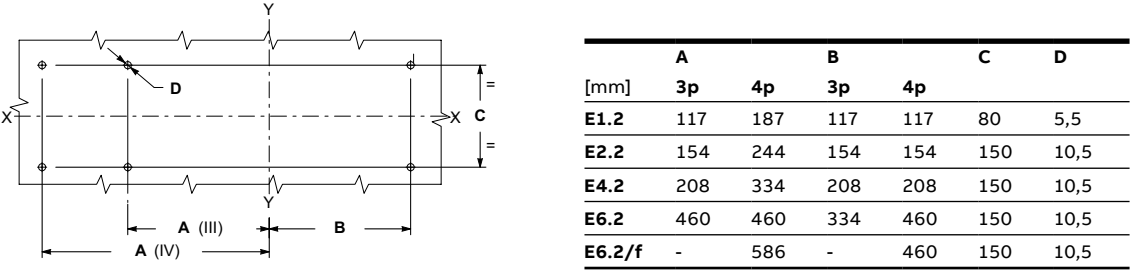 Y
D
=
X X C
=
Y
A (III) B
A (IV)
A B C D
[mm] 3p 4p 3p 4p
E1.2 117 187 117 117 80 5,5
E2.2 154 244 154 154 150 10,5
E4.2 208 334 208 208 150 10,5
E6.2 460 460 334 460 150 10,5
E6.2/f - 586 - 460 150 10,5